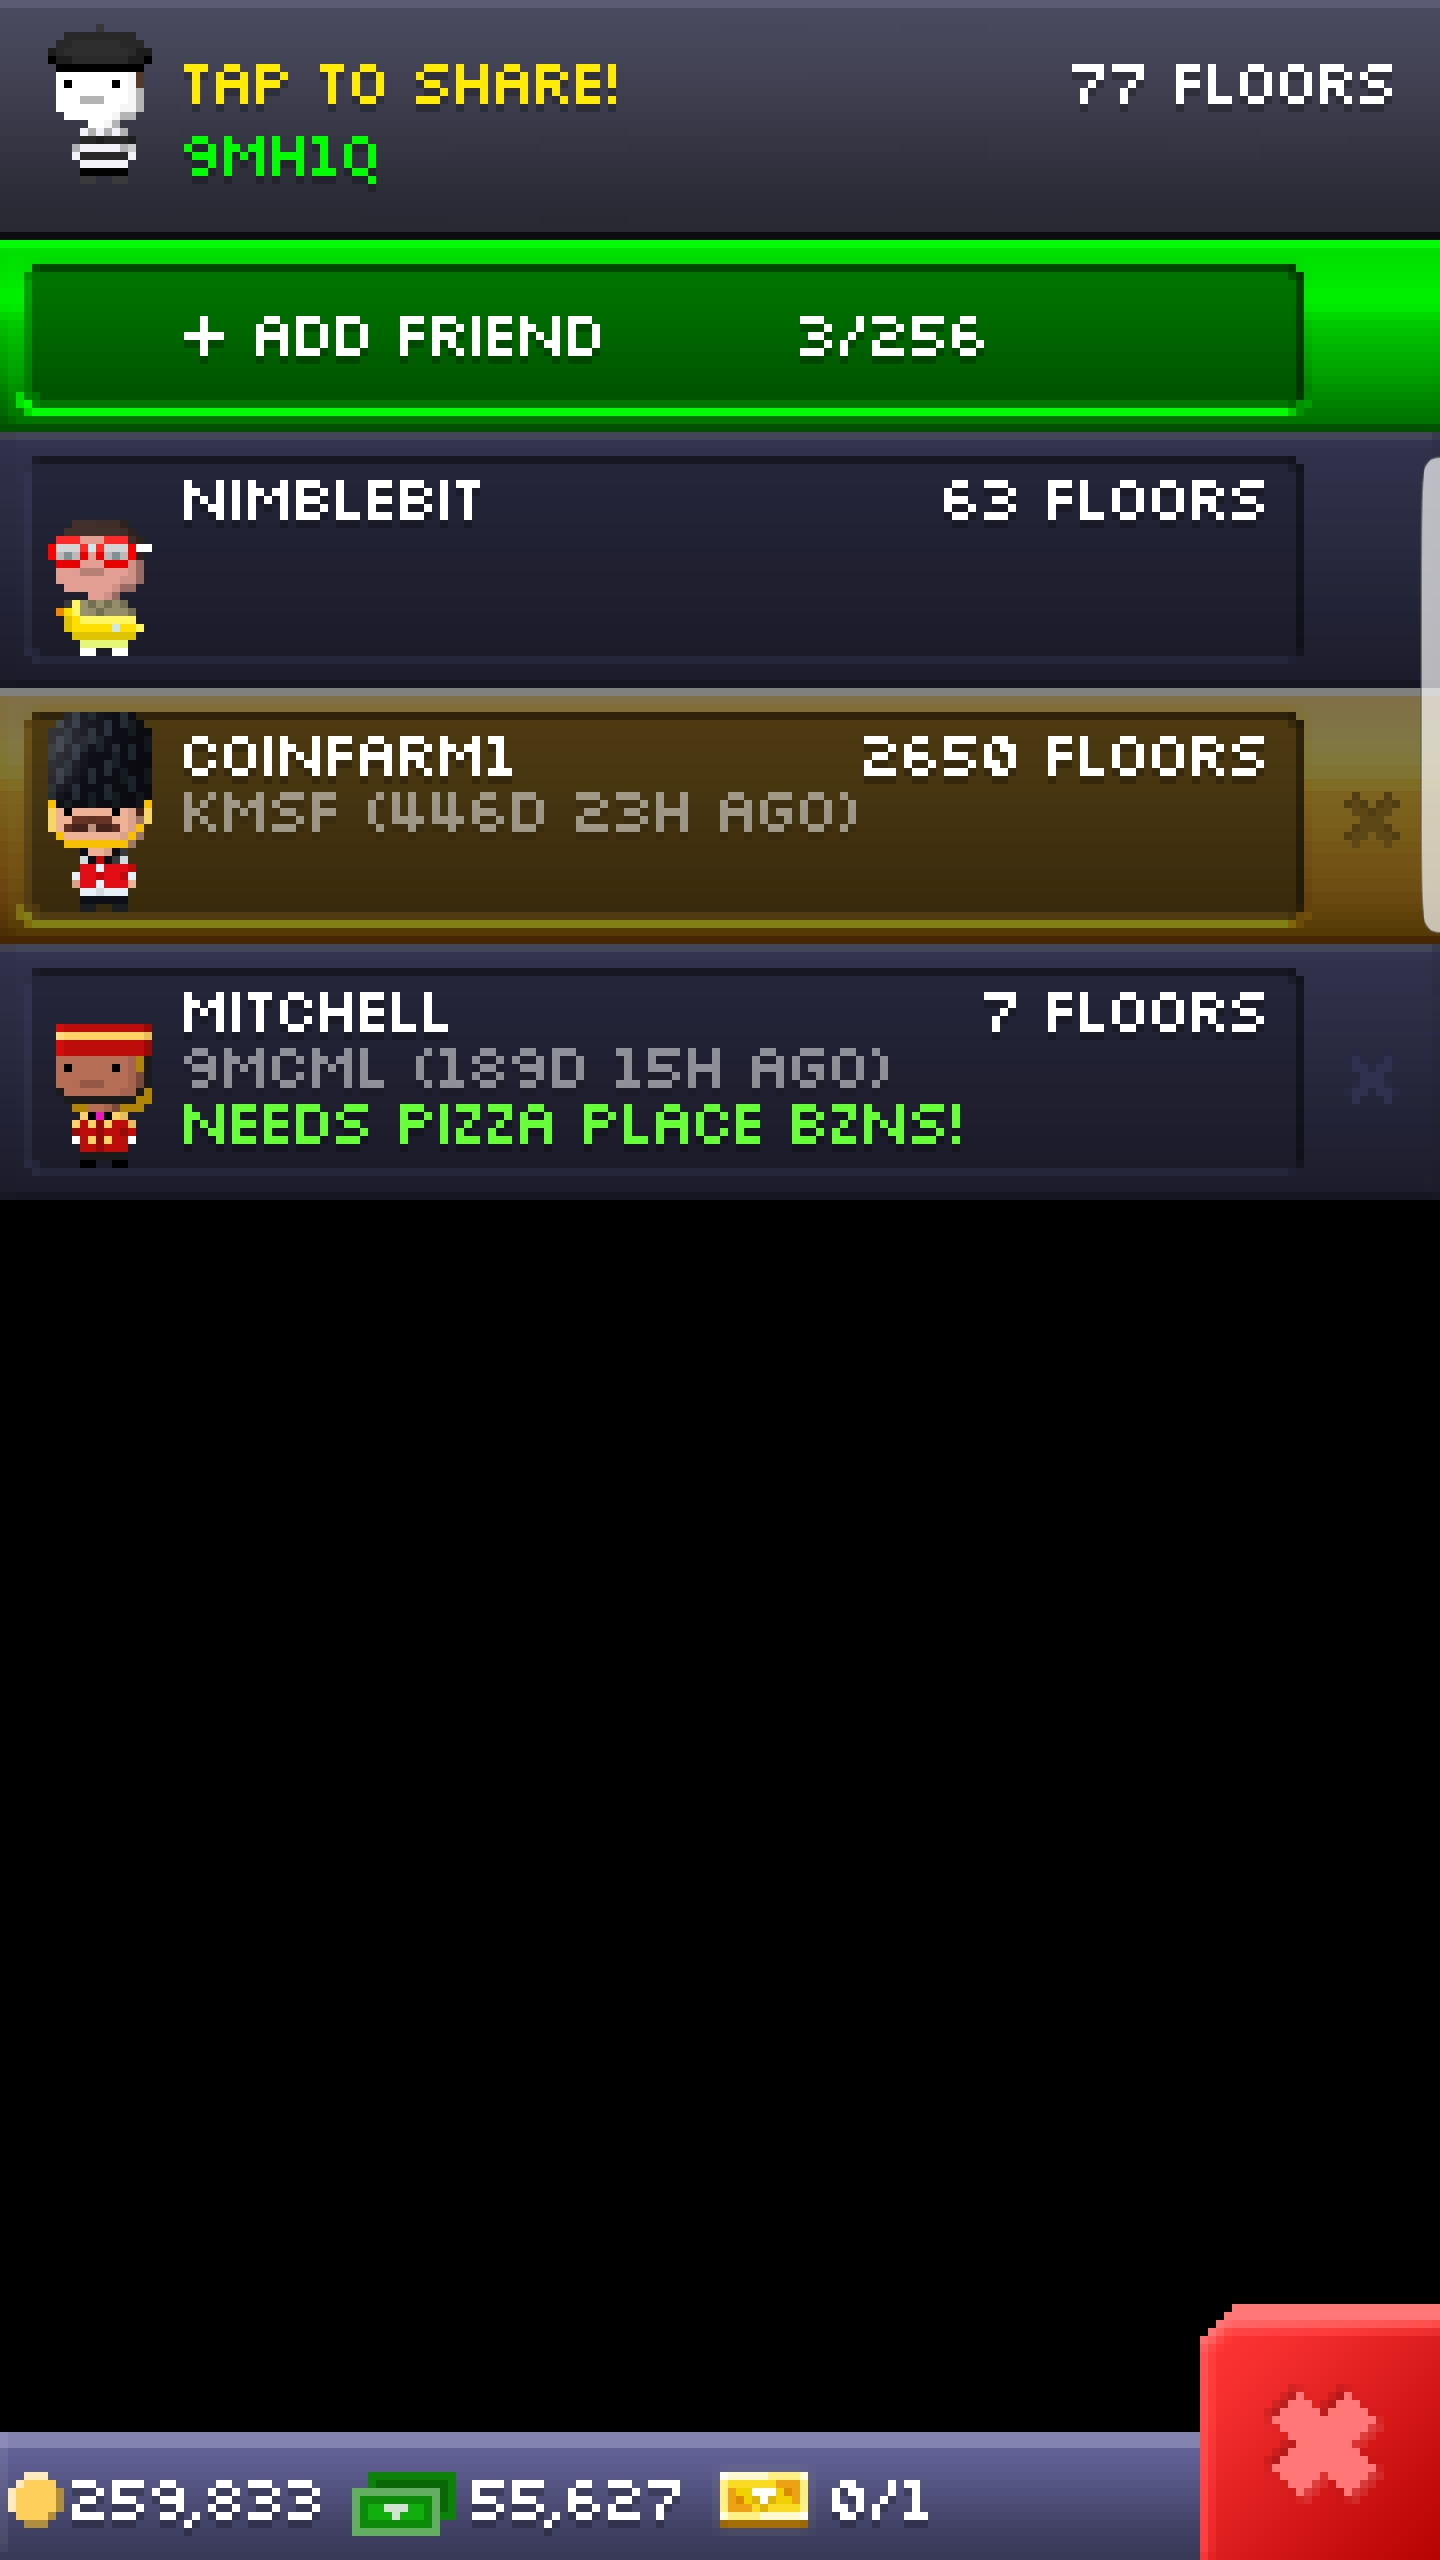 TAP TO SHARE!
77 FLOORS
9MH1Q
+ ADD FRIEND 3/256
NIMBLEBIT 63 FLOORS
COINFARM1 2650 FLOORS
KMSF (446D 23H AGO)
MITCHELL 7 FLOORS
9MCML (189D 15H AGO)
NEEDS PIZZA PLACE BZNS!
259,833 55,627 0/1